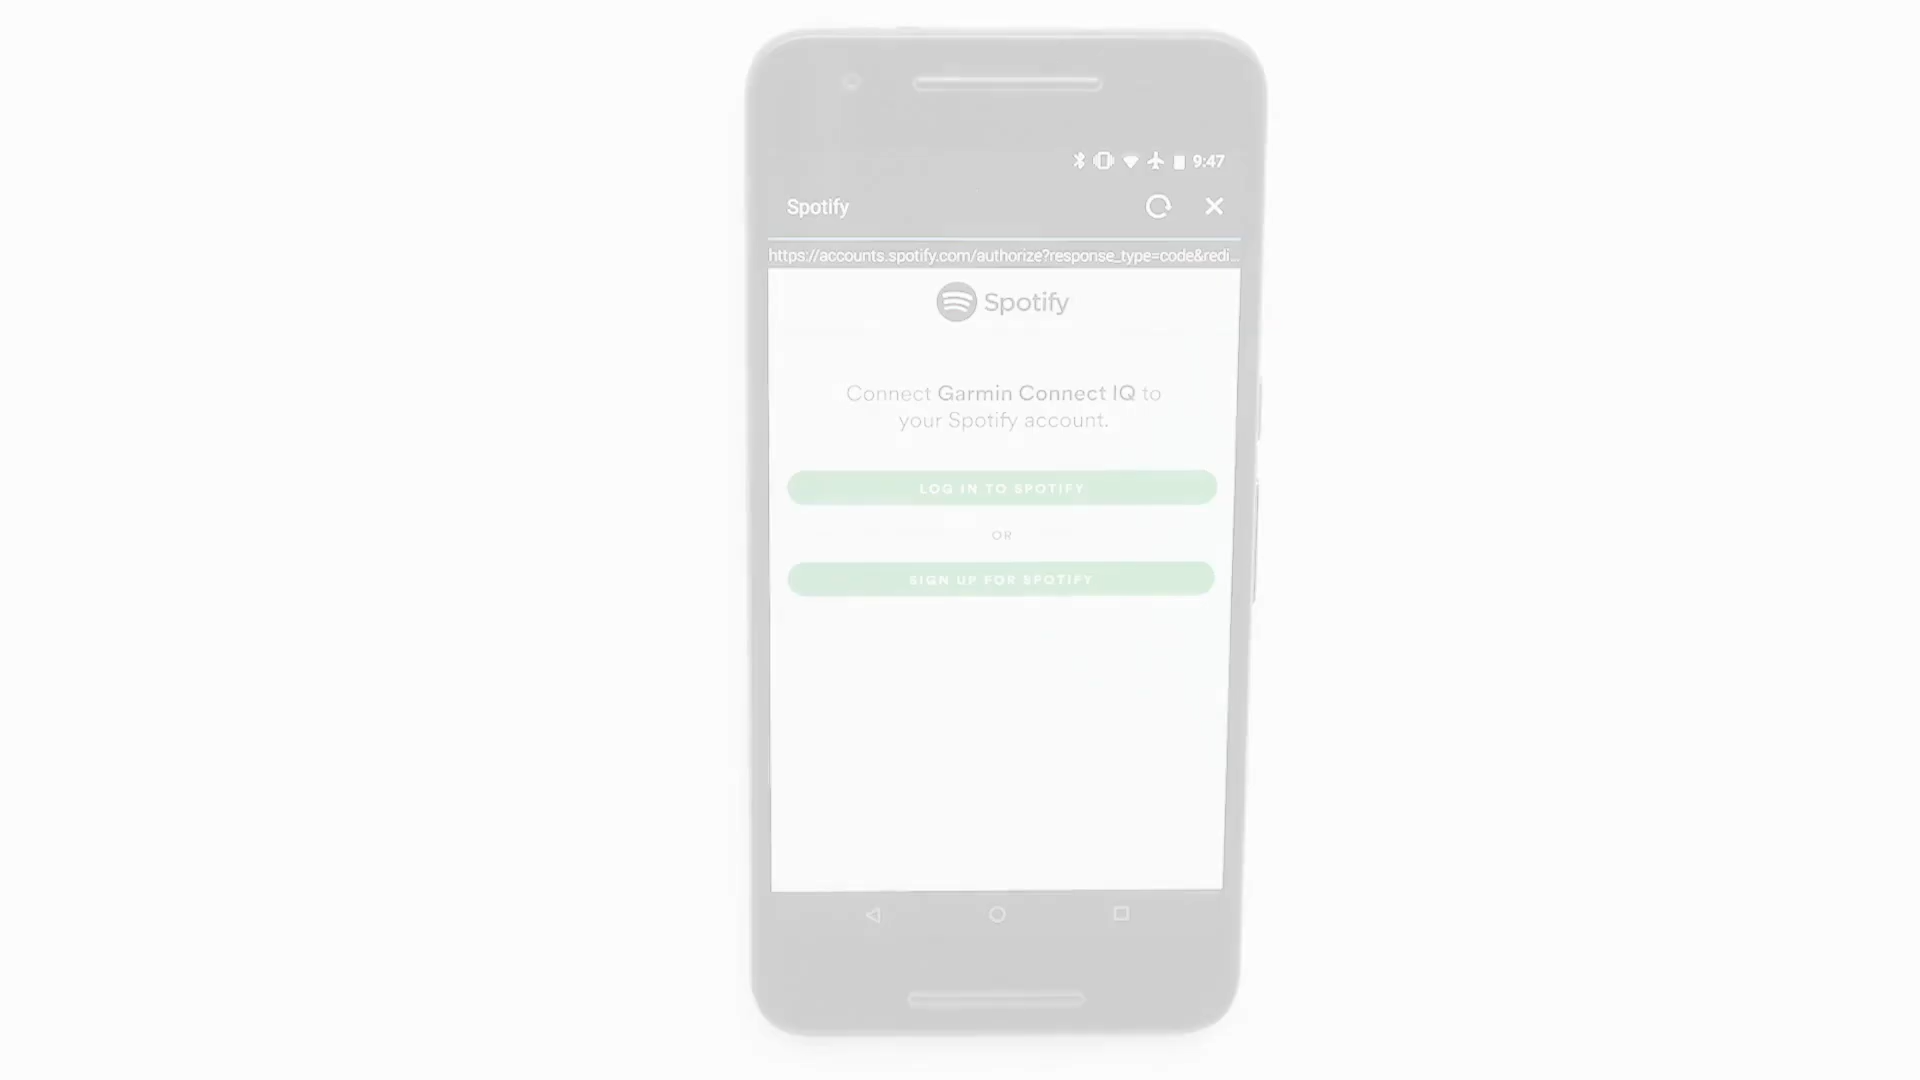 9:47
Spotify
https://accounts.spotify.com/authorize?response_type=code&redi...
Spotify
Connect Garmin Connect IQ to
your Spotify account.
LOG IN TO SPOTIFY
OR
SIGN UP FOR SPOTIFY